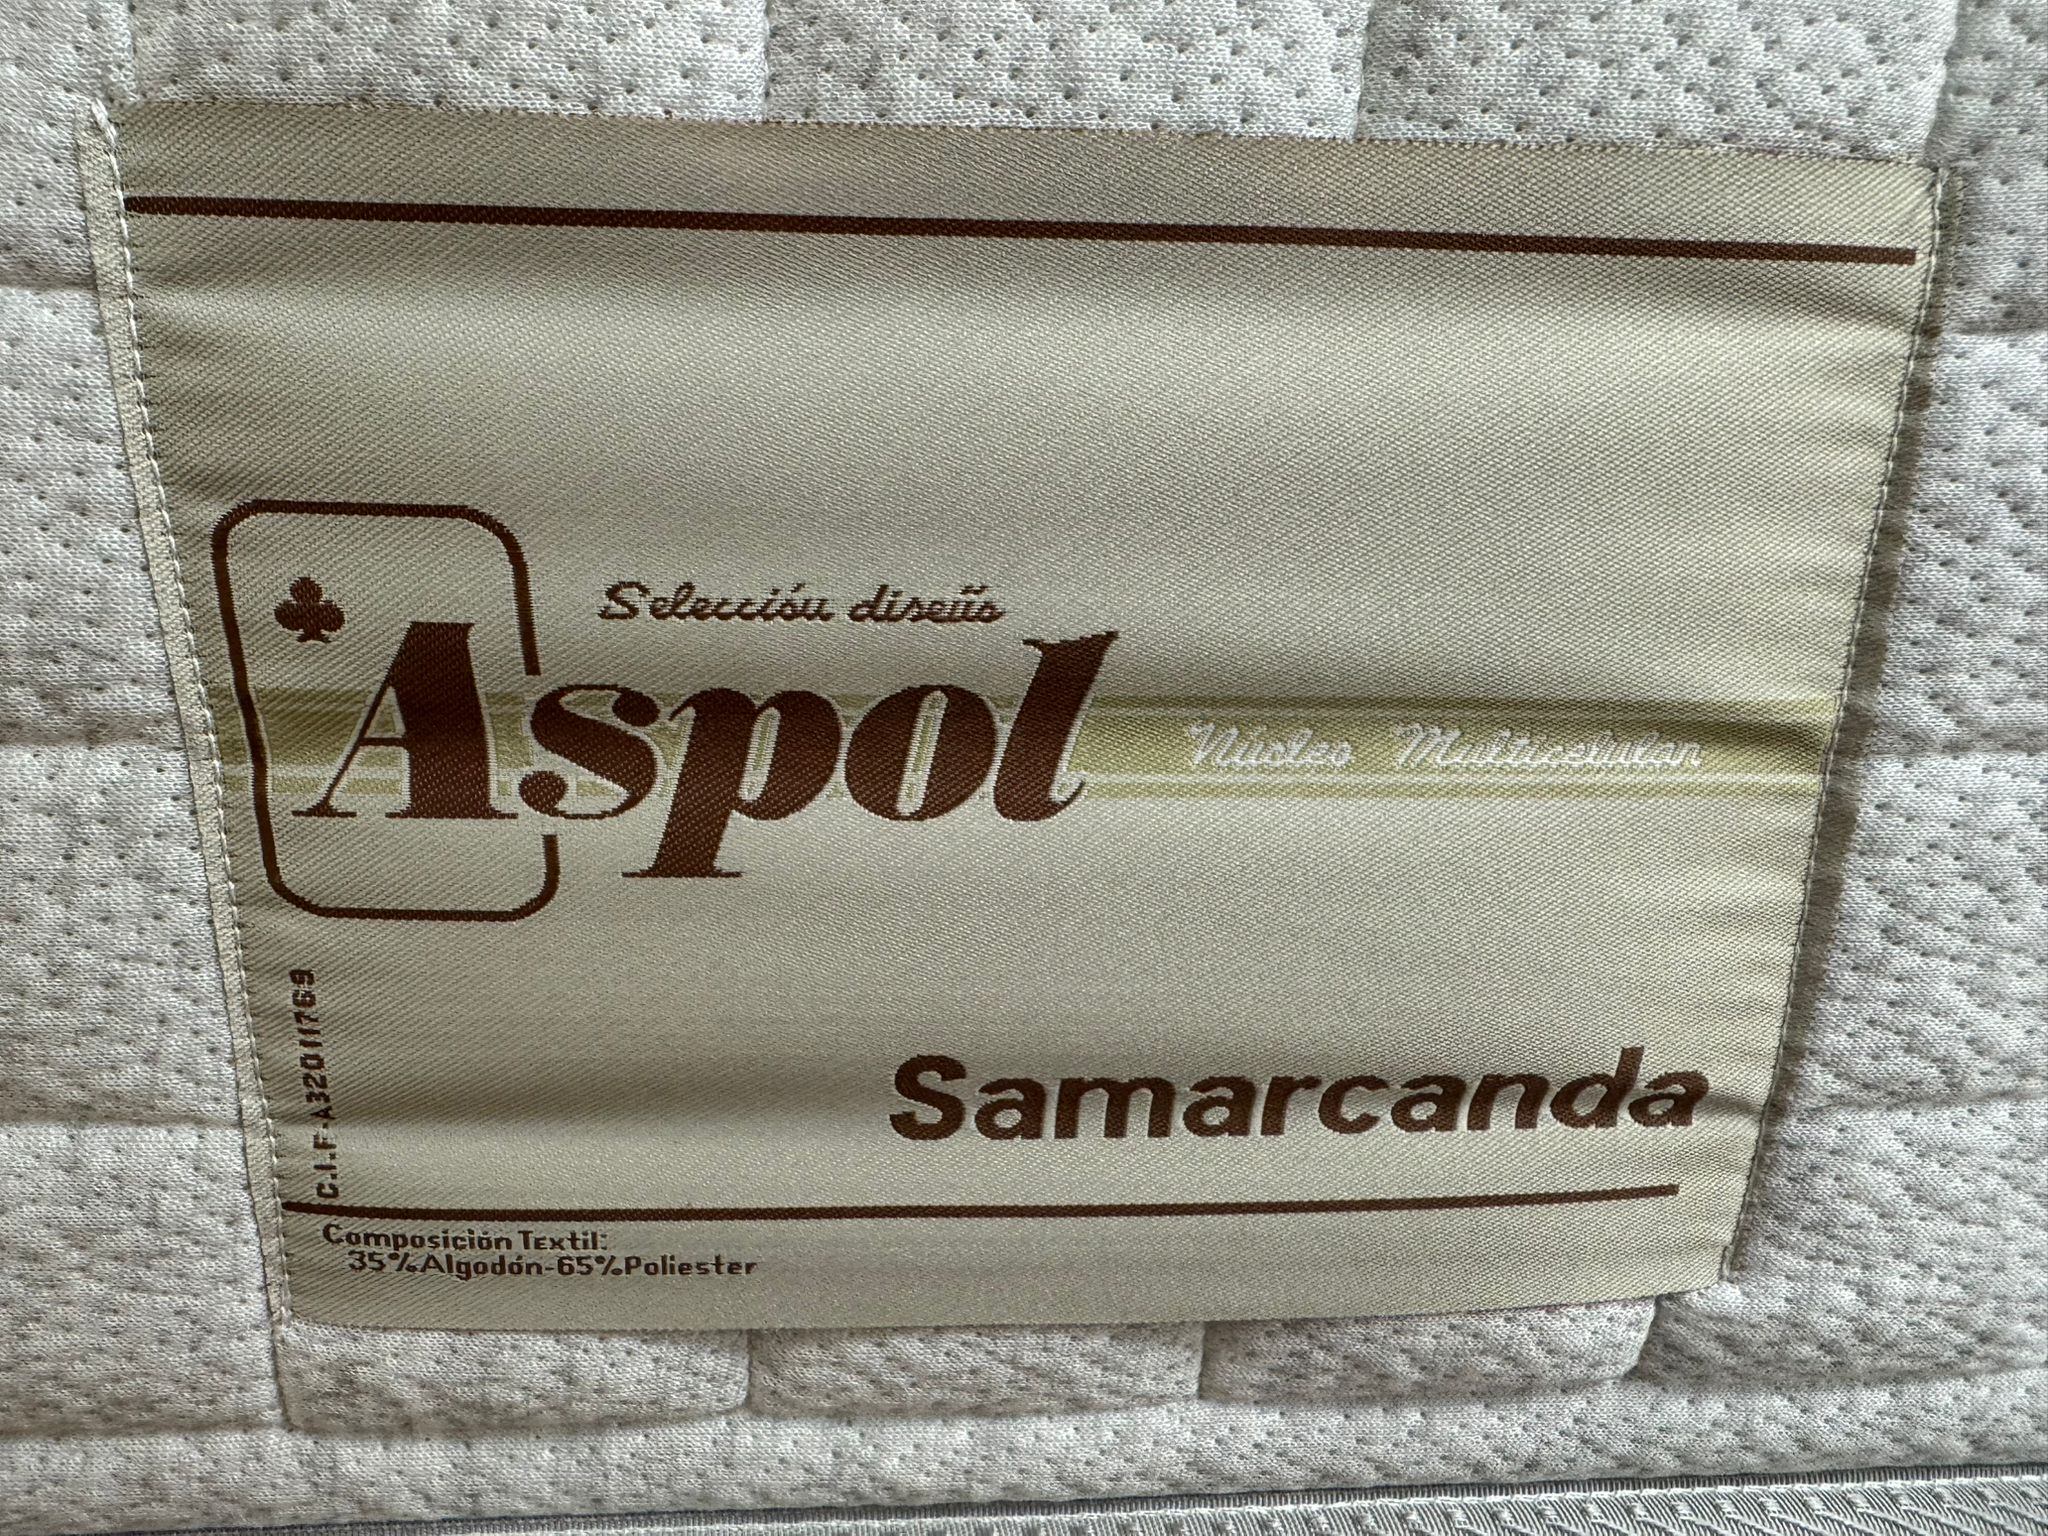 Selección diseño
Aspol
Núcleo Multicelular
C.I.F-A32011769
Samarcanda
Composición Textil:
35%Algodón-65%Poliester